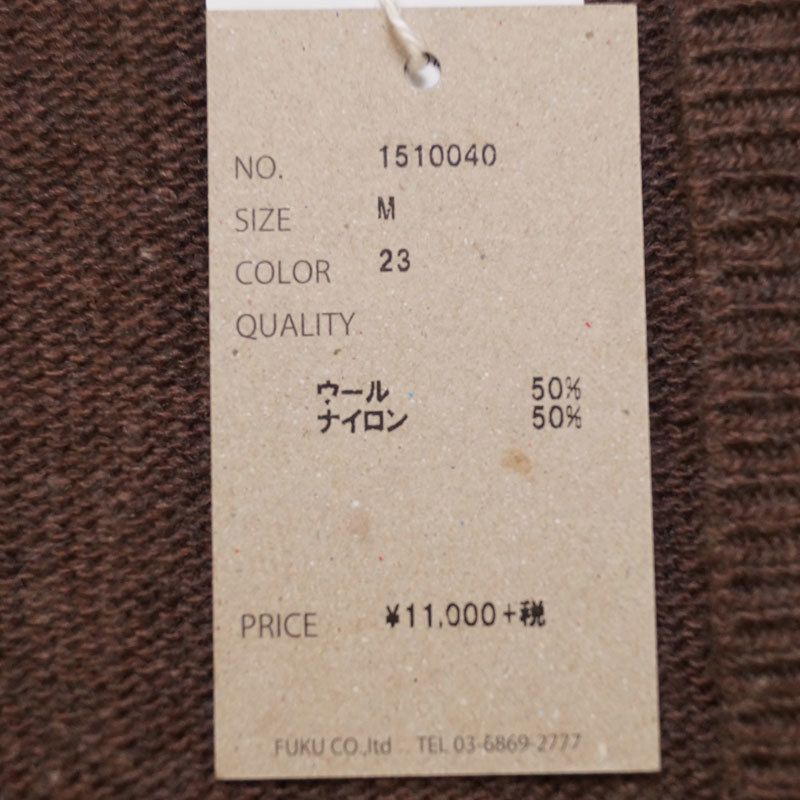 NO. 1510040
SIZE M
COLOR 23
QUALITY
ウール 50%
ナイロン 50%
PRICE ¥11,000+税
FUKU CO.,ltd TEL 03-6869-2777